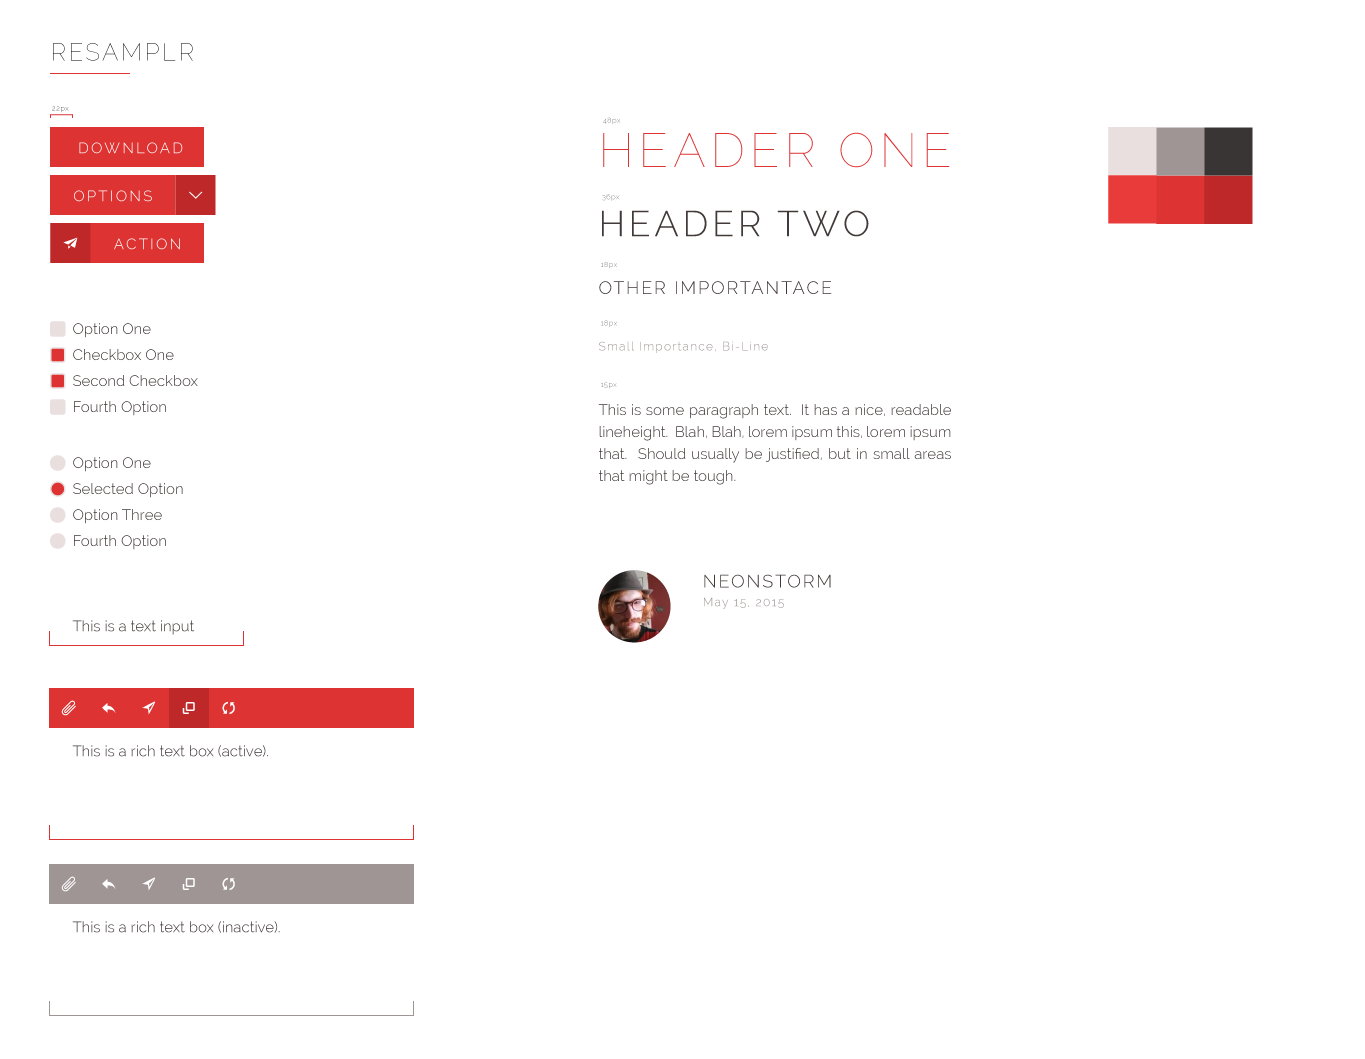 RESAMPLR
22px
DOWNLOAD
OPTIONS
ACTION
Option One
Checkbox One
Second Checkbox
Fourth Option
Option One
Selected Option
Option Three
Fourth Option
This is a text input
This is a rich text box (active).
This is a rich text box (inactive).
48px
HEADER ONE
36px
HEADER TWO
18px
OTHER IMPORTANTACE
18px
Small Importance, Bi-Line
15px
This is some paragraph text. It has a nice, readable
lineheight. Blah, Blah, lorem ipsum this, lorem ipsum
that. Should usually be justified, but in small areas
that might be tough.
NEONSTORM
May 15, 2015